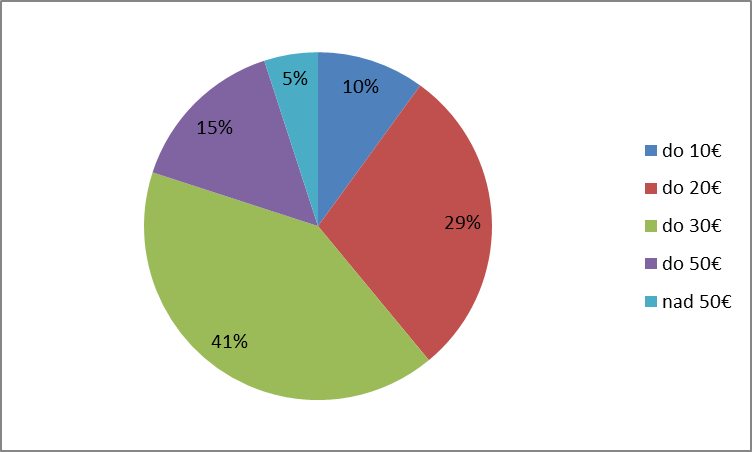 5%
10%
15%
29%
41%
do 10€
do 20€
do 30€
do 50€
nad 50€